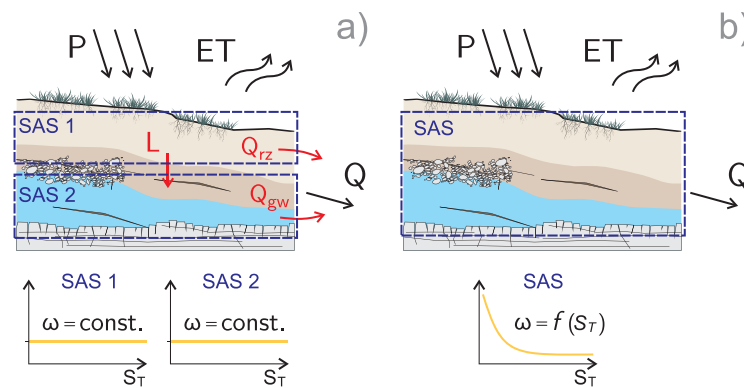 a)
P
ET
SAS 1
L
Q_rz
SAS 2
Q_gw
Q
SAS 1
ω = const.
S_T
SAS 2
ω = const.
S_T
b)
P
ET
SAS
Q
SAS
ω = f (S_T)
S_T